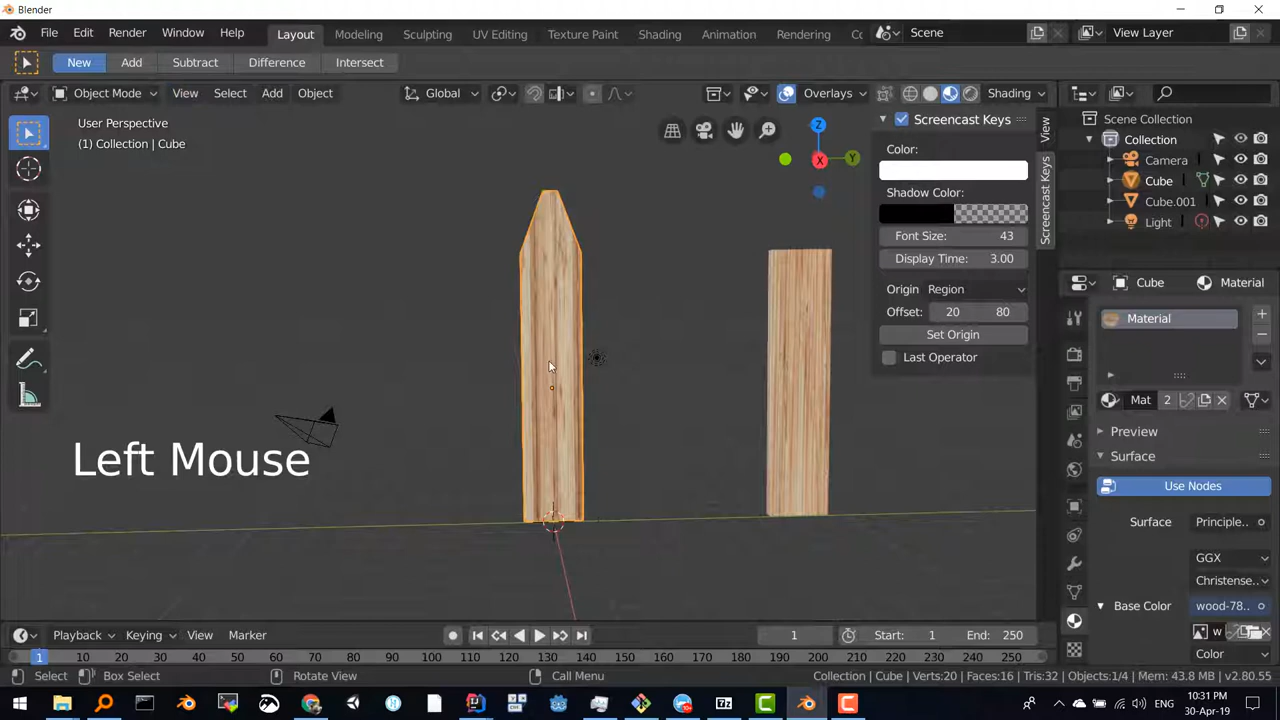 Blender
File Edit Render Window Help Layout Modeling Sculpting UV Editing Texture Paint Shading Animation Rendering Scene View Layer
New Add Subtract Difference Intersect
Object Mode View Select Add Object Global Overlays Shading
User Perspective
(1) Collection | Cube
Z
X
Y
Screencast Keys
Color:
Shadow Color:
Font Size: 43
Display Time: 3.00
Origin Region
Offset: 20 80
Set Origin
Last Operator
View
Screencast Keys
Scene Collection
Collection
Camera
Cube
Cube.001
Light
Cube Material
Material
Mat 2
Preview
Surface
Use Nodes
Surface Principle..
GGX
Christense..
Base Color wood-78..
w
Color
Left Mouse
Playback Keying View Marker 1 Start: 1 End: 250
1 10 20 30 40 50 60 70 80 90 100 110 120 130 140 150 160 170 180 190 200 210 220 230 240 250
Select Box Select Rotate View Call Menu Collection | Cube | Verts:20 | Faces:16 | Tris:32 | Objects:1/4 | Mem: 43.8 MB | v2.80.55
10:31 PM
30-Apr-19